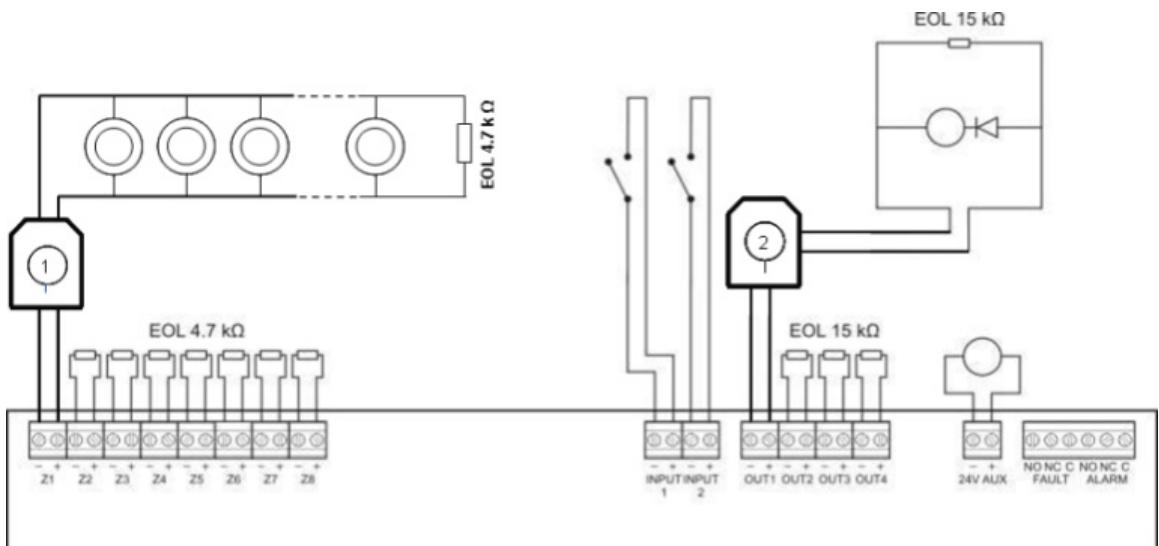 EOL 15 kΩ
EOL 4.7 k Ω
1
2
EOL 4.7 kΩ
EOL 15 kΩ
- + - + - + - + - + - + - + - +
Z1 Z2 Z3 Z4 Z5 Z6 Z7 Z8
- + - +
INPUT 1 INPUT 2
- + - + - + - +
OUT1 OUT2 OUT3 OUT4
- +
24V AUX
NO NC C NO NC C
FAULT ALARM